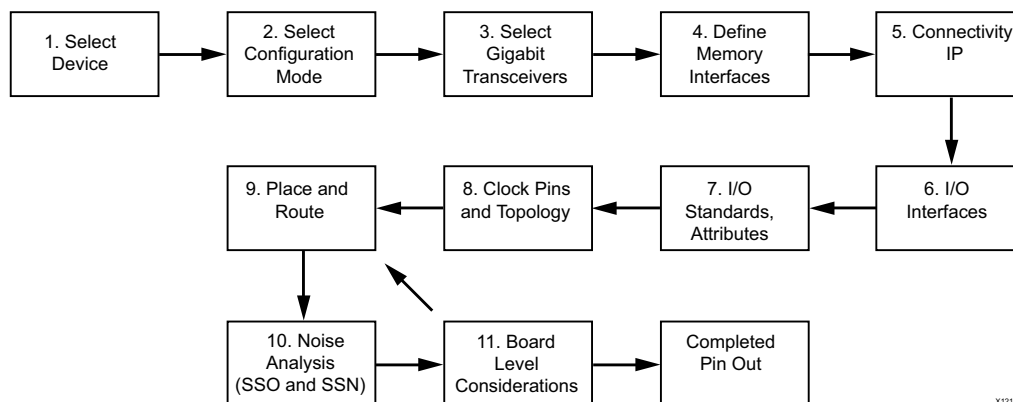 1. Select
Device
2. Select
Configuration
Mode
3. Select
Gigabit
Transceivers
4. Define
Memory
Interfaces
5. Connectivity
IP
6. I/O
Interfaces
7. I/O
Standards,
Attributes
8. Clock Pins
and Topology
9. Place and
Route
10. Noise
Analysis
(SSO and SSN)
11. Board
Level
Considerations
Completed
Pin Out